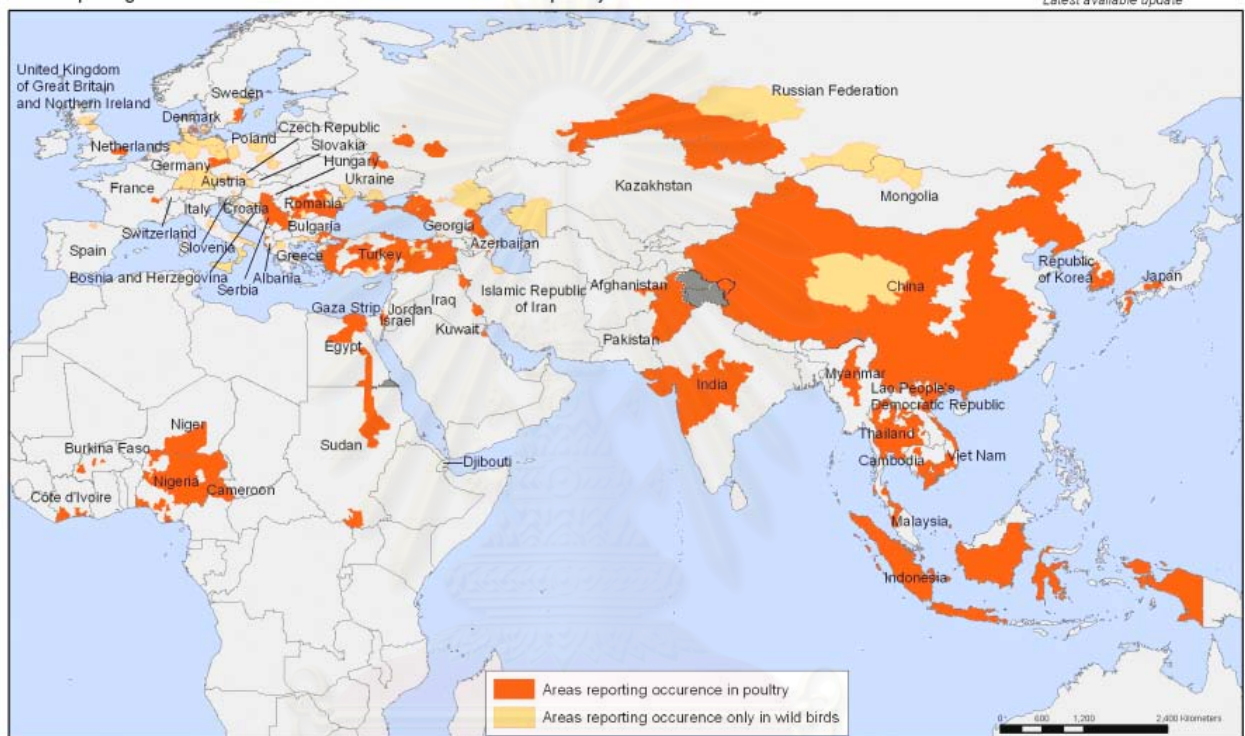 Latest available update
United Kingdom
of Great Britain
and Northern Ireland
Sweden
Denmark
Russian Federation
Netherlands
Poland
Czech Republic
Slovakia
Germany
Hungary
Austria
Ukraine
France
Kazakhstan
Mongolia
Italy
Croatia
Romania
Switzerland
Bulgaria
Georgia
Spain
Slovenia
Azerbaijan
Greece
Turkey
Bosnia and Herzegovina
Albania
Serbia
Republic
of Korea
Japan
China
Afghanistan
Islamic Republic
of Iran
Iraq
Gaza Strip
Jordan
Israel
Kuwait
Pakistan
Egypt
India
Myanmar
Lao People's
Democratic Republic
Thailand
Viet Nam
Cambodia
Niger
Burkina Faso
Sudan
Djibouti
Nigeria
Cameroon
Côte d'Ivoire
Malaysia
Indonesia
Areas reporting occurence in poultry
Areas reporting occurence only in wild birds
0 600 1,200 2,400 Kilometers